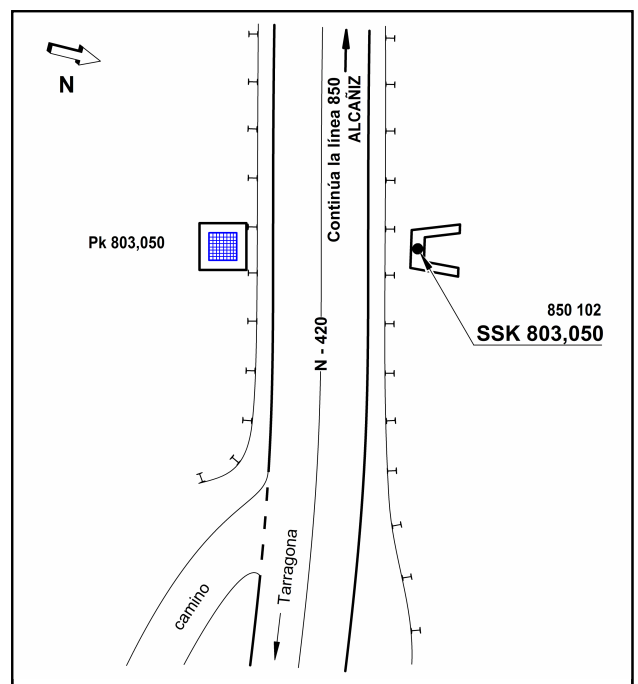 N
Continúa la línea 850
ALCAÑIZ
Pk 803,050
850 102
SSK 803,050
N - 420
Tarragona
camino